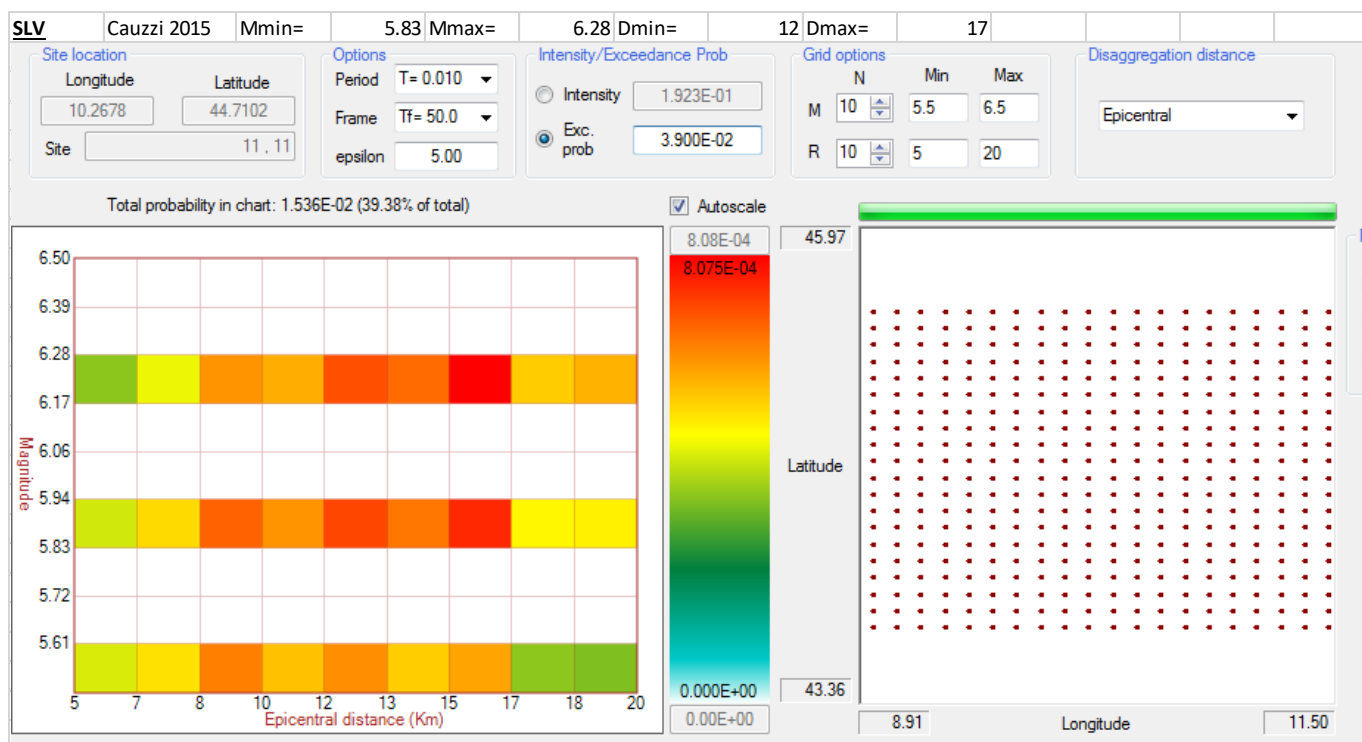 SLV Cauzzi 2015 Mmin= 5.83 Mmax= 6.28 Dmin= 12 Dmax= 17
Site location Options Intensity/Exceedance Prob Grid options Disaggregation distance
Longitude Latitude Period T= 0.010 N Min Max
10.2678 44.7102 Intensity 1.923E-01 M 10 5.5 6.5 Epicentral
Frame Tf= 50.0
Site 11 , 11 Exc. prob 3.900E-02
epsilon 5.00 R 10 5 20
Total probability in chart: 1.536E-02 (39.38% of total) Autoscale
8.08E-04 45.97
8.075E-04
6.50
6.39
6.28
6.17
6.06
Magnitude Latitude
5.94
5.83
5.72
5.61
0.000E+00 43.36
5 7 8 10 12 13 15 17 18 20
Epicentral distance (Km) 0.00E+00 8.91 Longitude 11.50